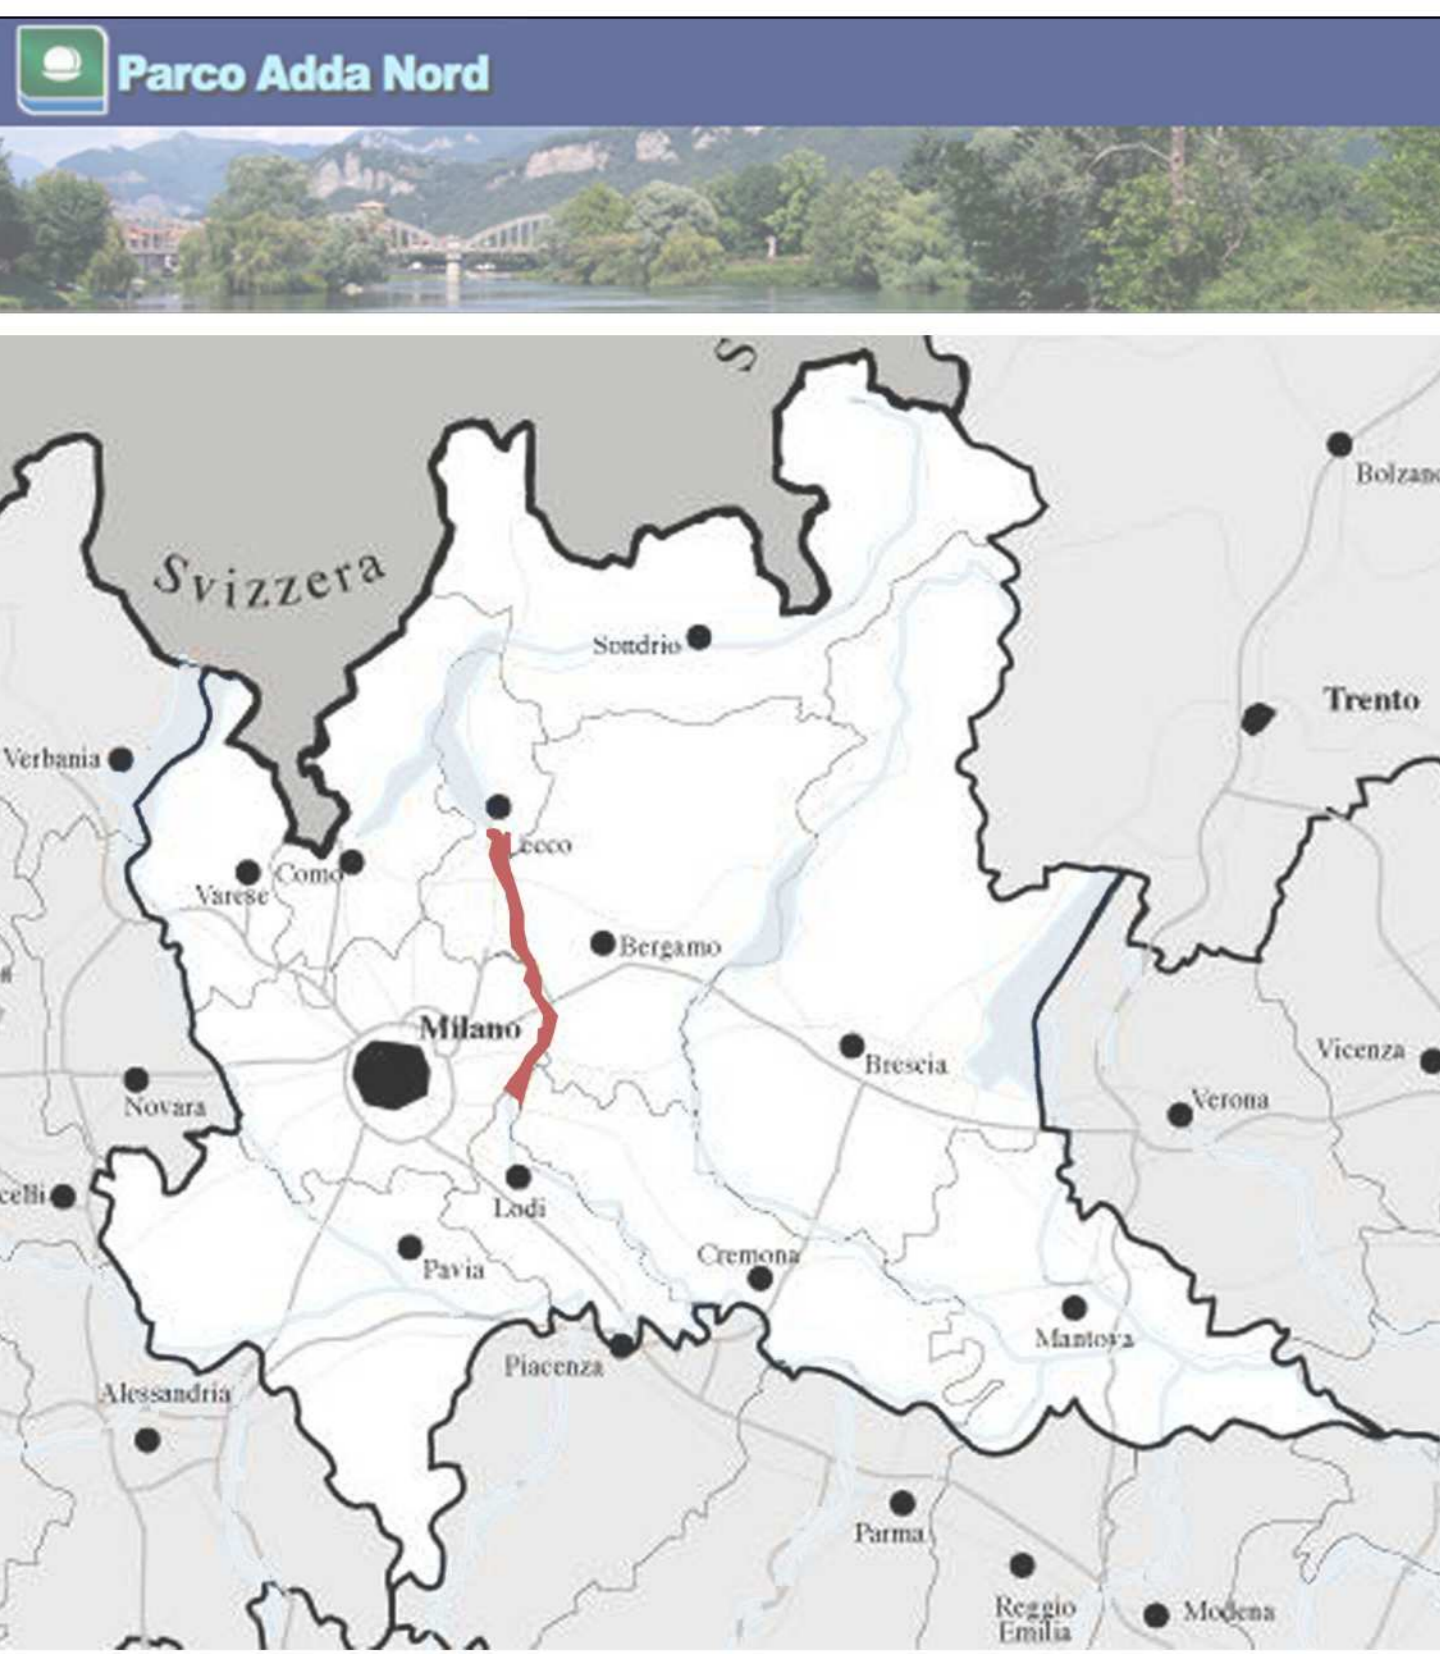 Parco Adda Nord
S
Bolzano
Svizzera
Sondrio
Trento
Verbania
Lecco
Como
Varese
Bergamo
Milano
Vicenza
Brescia
Verona
Novara
celli
Lodi
Cremona
Pavia
Mantova
Piacenza
Alessandria
Parma
Reggio
Emilia
Modena